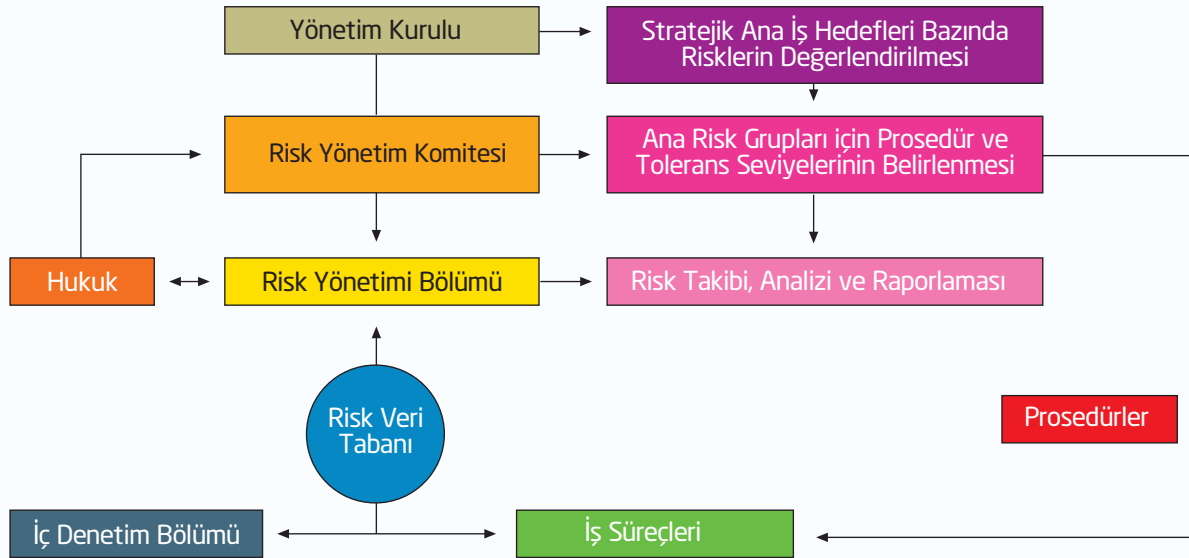 Yönetim Kurulu
Stratejik Ana İş Hedefleri Bazında
Risklerin Değerlendirilmesi
Risk Yönetim Komitesi
Ana Risk Grupları için Prosedür ve
Tolerans Seviyelerinin Belirlenmesi
Hukuk
Risk Yönetimi Bölümü
Risk Takibi, Analizi ve Raporlaması
Risk Veri
Tabanı
Prosedürler
İç Denetim Bölümü
İş Süreçleri